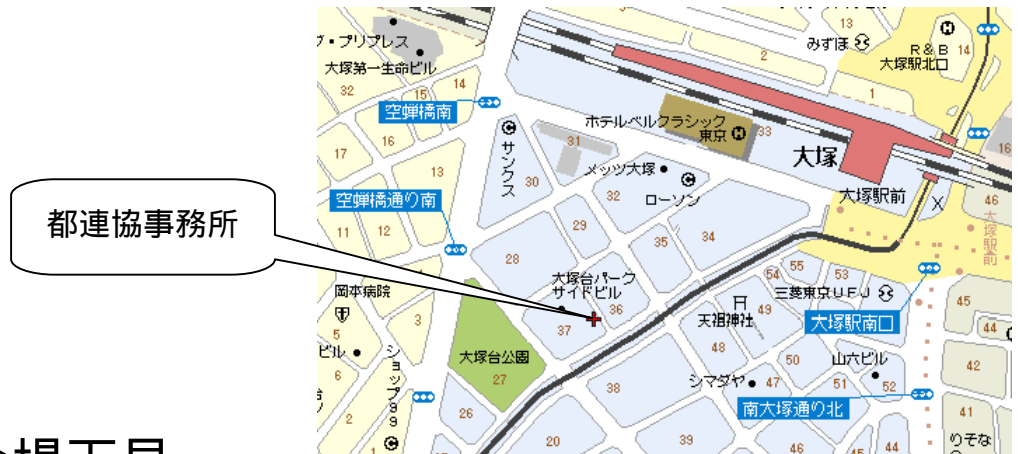 13
みずほ
R&B 14
大塚駅北口
グ・プリプレス
大塚第一生命ビル
2
32
15
14
1
空蝉橋南
ホテルベルクラシック
東京
33
16
17
16
サンクス
31
大塚
13
30
メッツ大塚
大塚駅前
空蝉橋通り南
32
ローソン
46
大塚駅前
都連協事務所
11
12
29
35
34
28
54
55
53
大塚台パーク
サイドビル
三菱東京UFJ
岡本病院
36
天祖神社
49
大塚駅南口
45
5
3
37
44
ビル
48
大塚台公園
50
山六ビル
42
6
ショップ99
27
シマダヤ
47
51
52
26
38
南大塚通り北
41
2
20
39
りそな
1
46
45
44